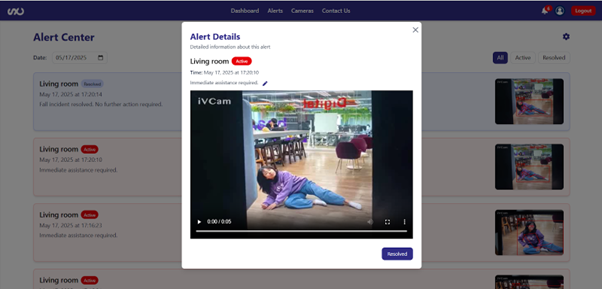 Dashboard Alerts Cameras Contact Us
Logout
Alert Center
Date: 05/17/2025
All Active Resolved
Living room Resolved
May 17, 2025 at 17:20:14
Fall incident resolved. No further action required.
Living room Active
May 17, 2025 at 17:20:10
Immediate assistance required.
Living room Active
May 17, 2025 at 17:16:23
Immediate assistance required.
Living room Active
Alert Details
Detailed information about this alert
Living room Active
Time: May 17, 2025 at 17:20:10
Immediate assistance required.
iVCam
Digital
0:00 / 0:05
Resolved